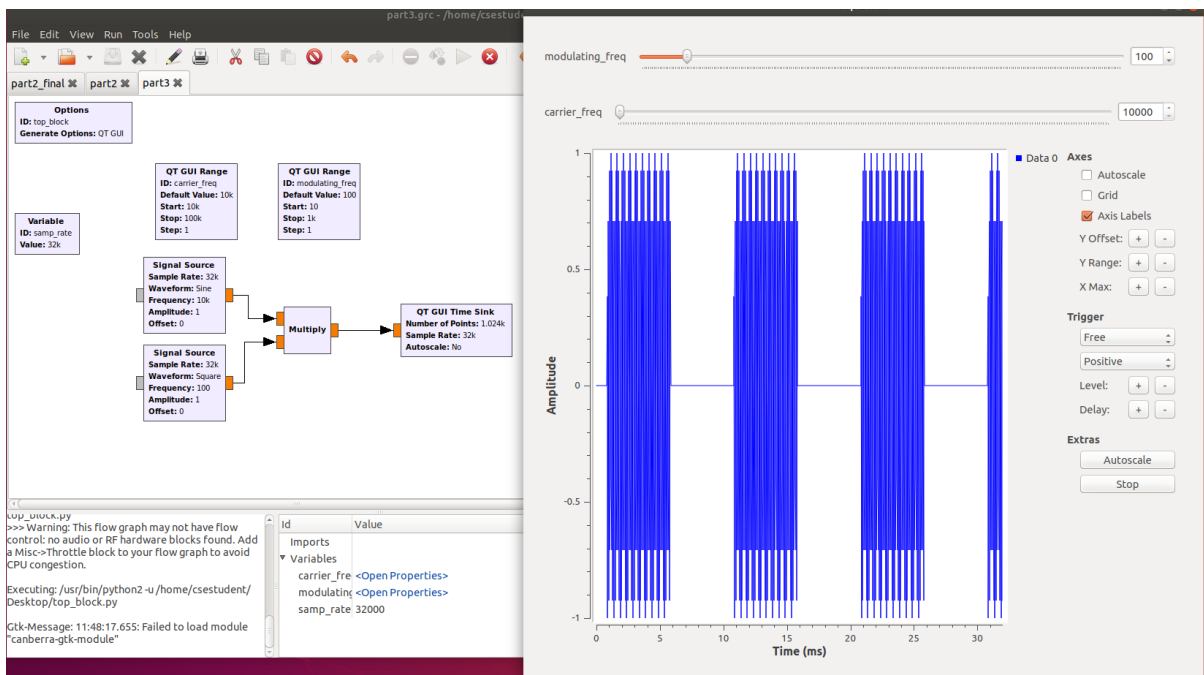 part3.grc - /home/csestude
File Edit View Run Tools Help
part2_final part2 part3
Options
ID: top_block
Generate Options: QT GUI
QT GUI Range
ID: carrier_freq
Default Value: 10k
Start: 10k
Stop: 100k
Step: 1
QT GUI Range
ID: modulating_freq
Default Value: 100
Start: 10
Stop: 1k
Step: 1
Variable
ID: samp_rate
Value: 32k
Signal Source
Sample Rate: 32k
Waveform: Sine
Frequency: 10k
Amplitude: 1
Offset: 0
Signal Source
Sample Rate: 32k
Waveform: Square
Frequency: 100
Amplitude: 1
Offset: 0
Multiply
QT GUI Time Sink
Number of Points: 1.024k
Sample Rate: 32k
Autoscale: No
top_block.py
>>> Warning: This flow graph may not have flow
control: no audio or RF hardware blocks found. Add
a Misc->Throttle block to your flow graph to avoid
CPU congestion.
Executing: /usr/bin/python2 -u /home/csestudent/
Desktop/top_block.py
Gtk-Message: 11:48:17.655: Failed to load module
"canberra-gtk-module"
Id Value
Imports
Variables
carrier_fre <Open Properties>
modulating <Open Properties>
samp_rate 32000
modulating_freq 100
carrier_freq 10000
1
0.5
0
-0.5
-1
Amplitude
0 5 10 15 20 25 30
Time (ms)
Data 0
Axes
Autoscale
Grid
Axis Labels
Y Offset: + -
Y Range: + -
X Max: + -
Trigger
Free
Positive
Level: + -
Delay: + -
Extras
Autoscale
Stop